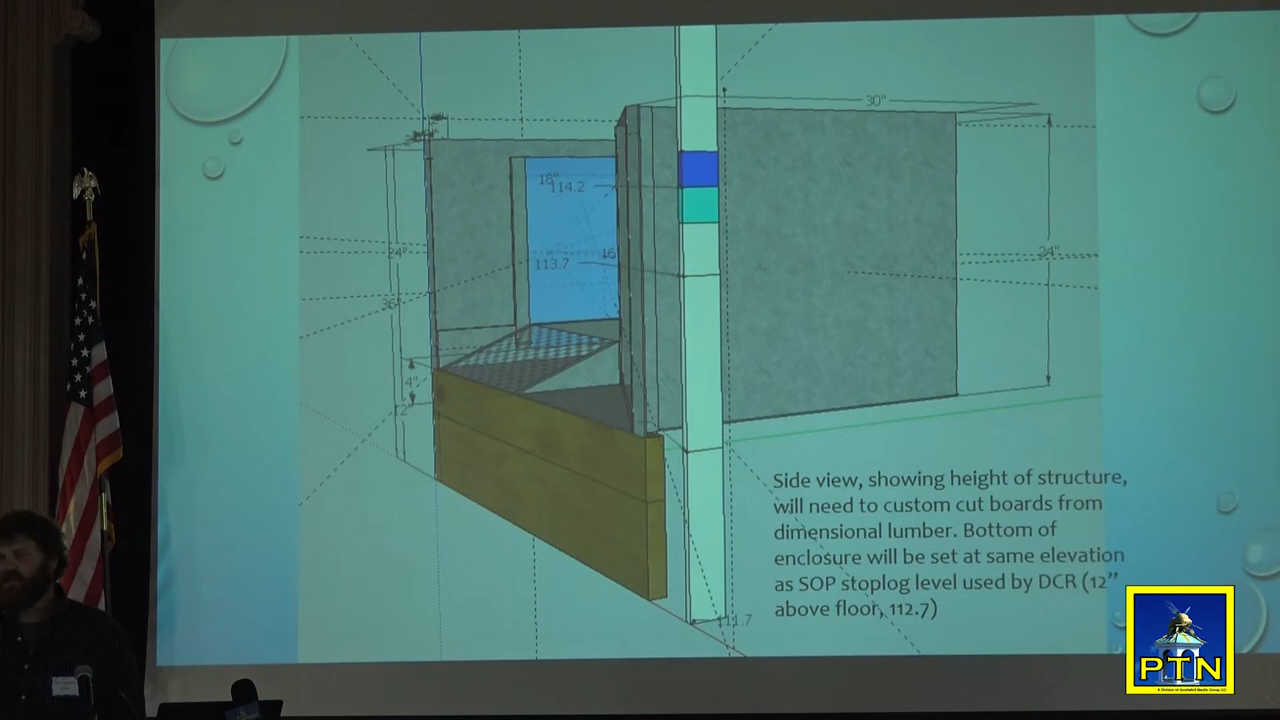 30"
18"
114.2
24"
24"
16
113.7
36"
4"
Side view, showing height of structure,
will need to custom cut boards from
dimensional lumber. Bottom of
enclosure will be set at same elevation
as SOP stoplog level used by DCR (12"
above floor, 112.7)
PTN